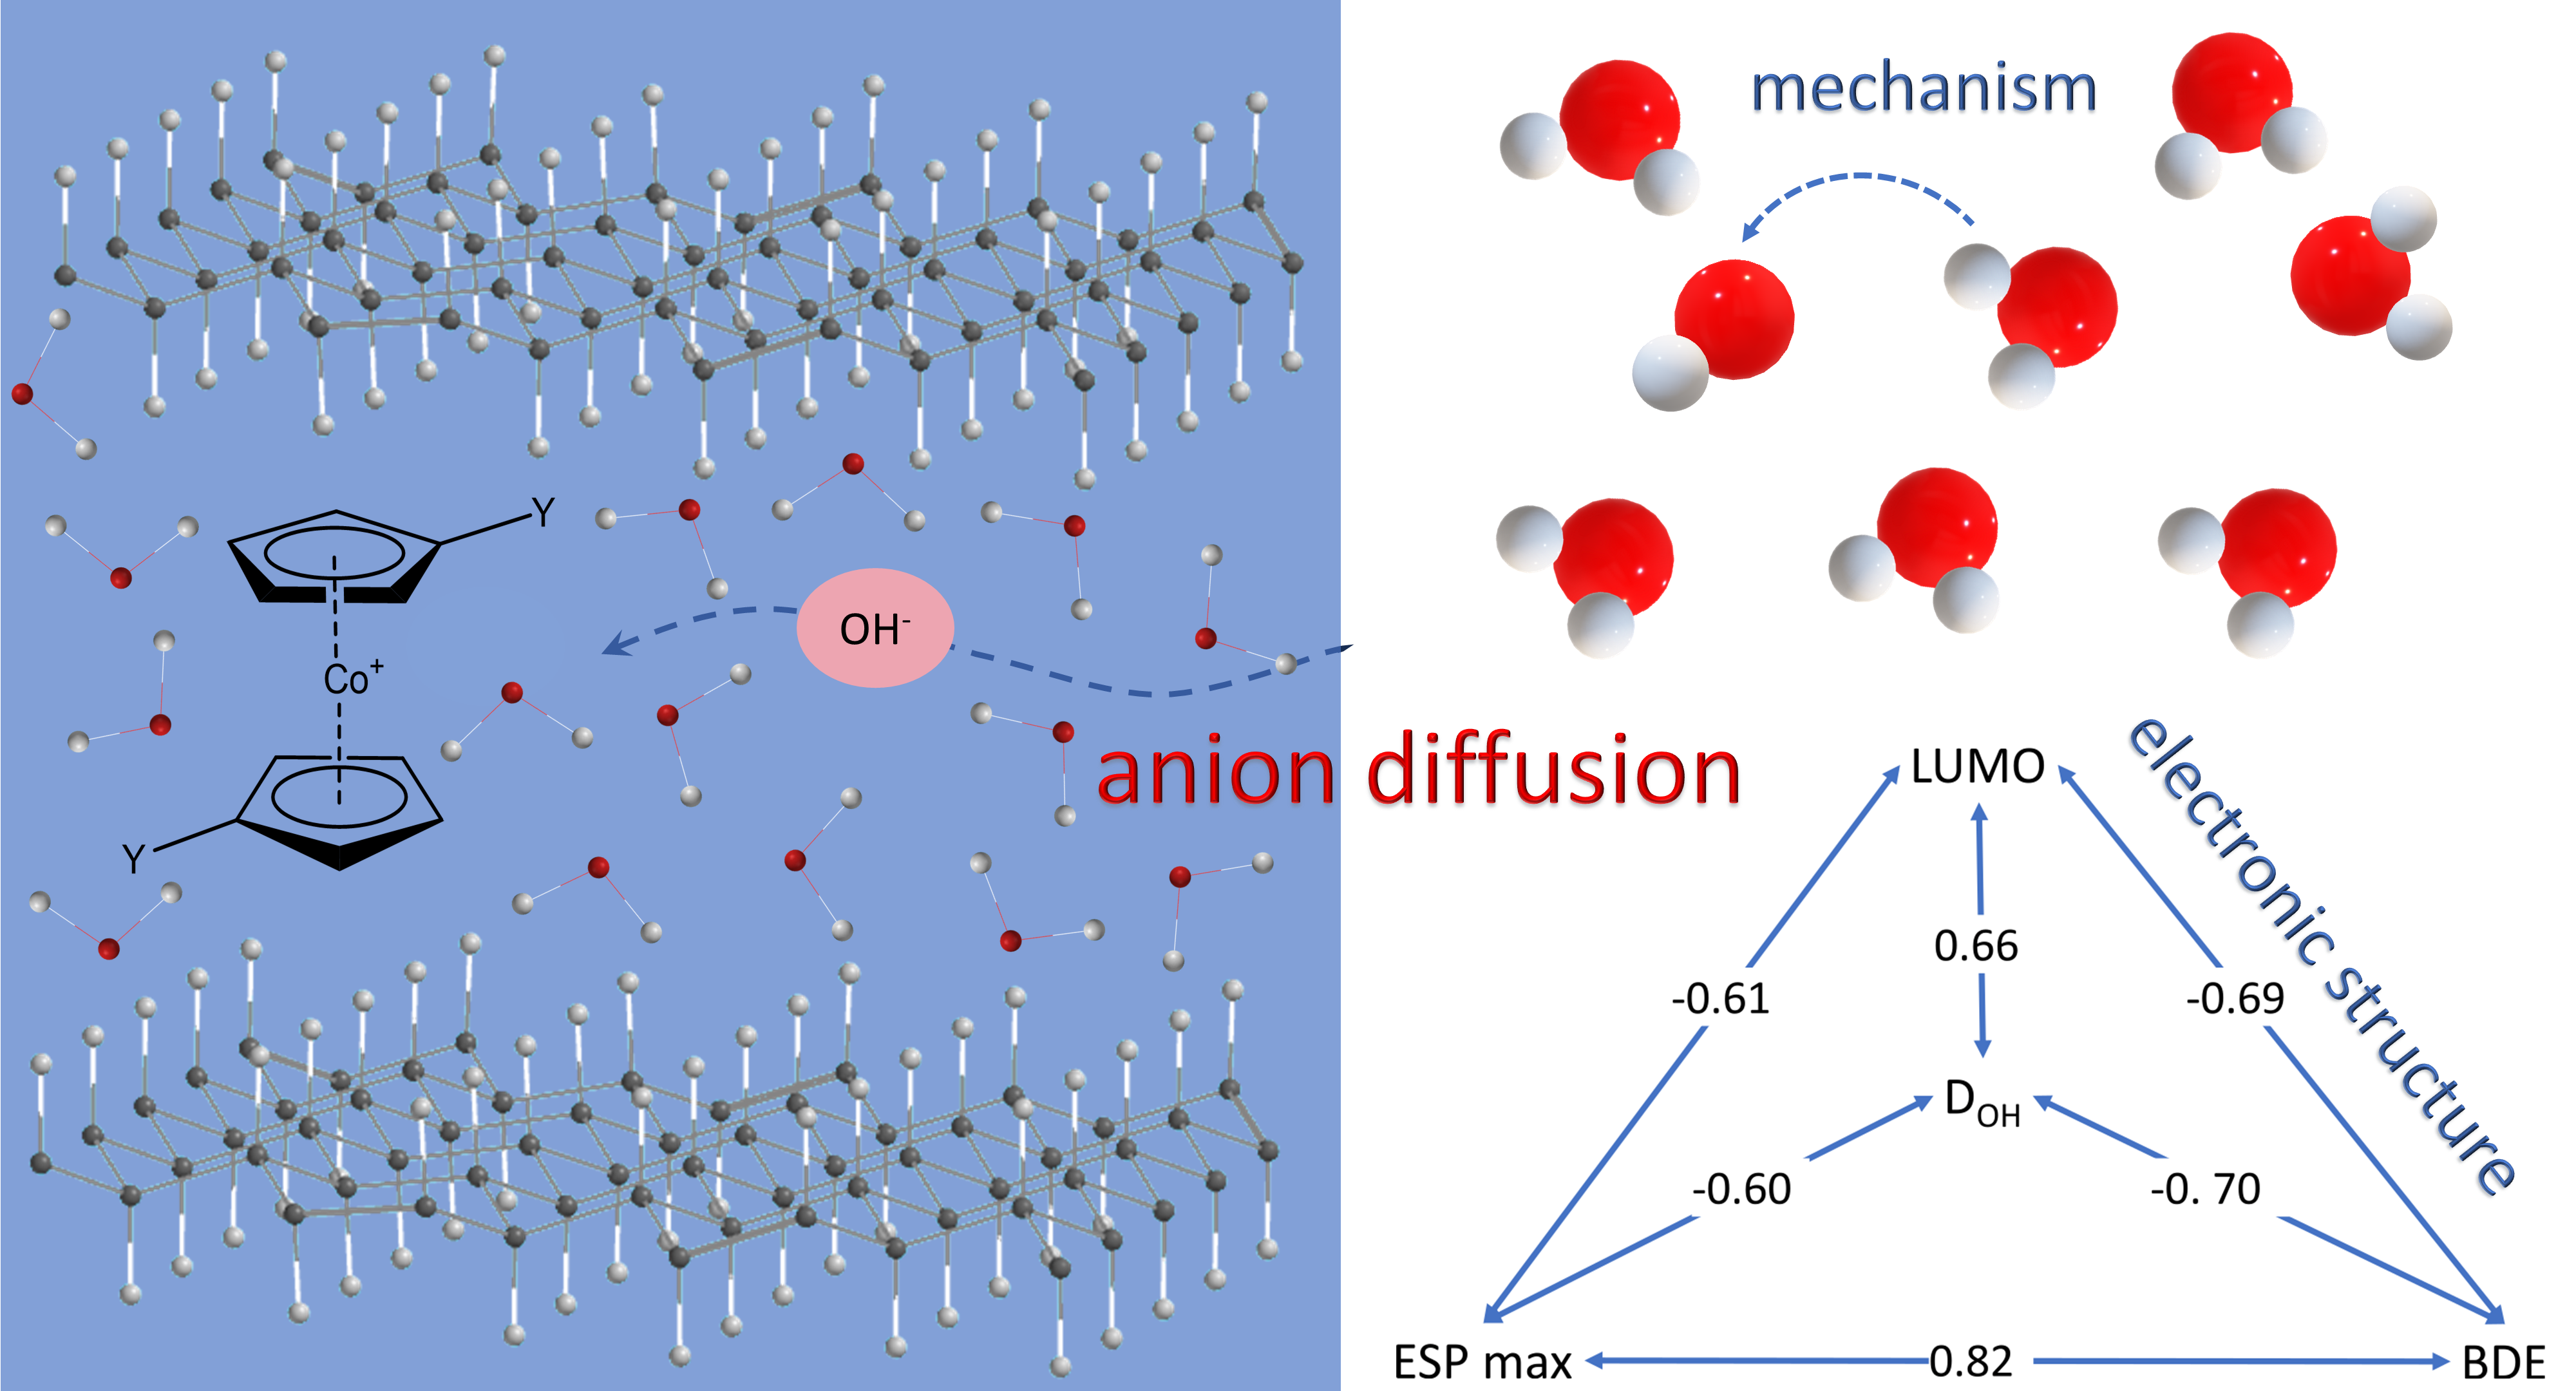 Y
Co⁺
Y
OH⁻
anion diffusion
mechanism
electronic structure
LUMO
0.66
-0.61
-0.69
D_OH
-0.60
-0. 70
ESP max
0.82
BDE